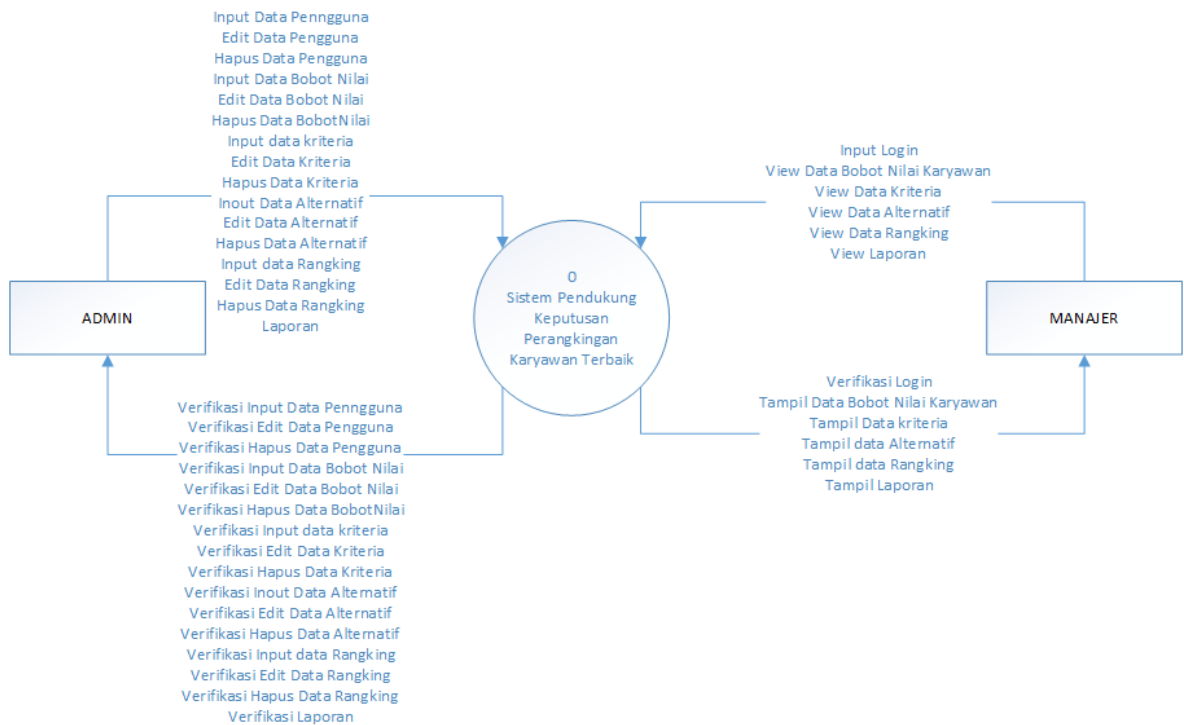 Input Data Penngguna
Edit Data Pengguna
Hapus Data Pengguna
Input Data Bobot Nilai
Edit Data Bobot Nilai
Hapus Data BobotNilai
Input data kriteria
Edit Data Kriteria
Hapus Data Kriteria
Inout Data Alternatif
Edit Data Alternatif
Hapus Data Alternatif
Input data Rangking
Edit Data Rangking
Hapus Data Rangking
Laporan
ADMIN
Verifikasi Input Data Penngguna
Verifikasi Edit Data Pengguna
Verifikasi Hapus Data Pengguna
Verifikasi Input Data Bobot Nilai
Verifikasi Edit Data Bobot Nilai
Verifikasi Hapus Data BobotNilai
Verifikasi Input data kriteria
Verifikasi Edit Data Kriteria
Verifikasi Hapus Data Kriteria
Verifikasi Inout Data Alternatif
Verifikasi Edit Data Alternatif
Verifikasi Hapus Data Alternatif
Verifikasi Input data Rangking
Verifikasi Edit Data Rangking
Verifikasi Hapus Data Rangking
Verifikasi Laporan
0
Sistem Pendukung
Keputusan
Perangkingan
Karyawan Terbaik
Input Login
View Data Bobot Nilai Karyawan
View Data Kriteria
View Data Alternatif
View Data Rangking
View Laporan
MANAJER
Verifikasi Login
Tampil Data Bobot Nilai Karyawan
Tampil Data kriteria
Tampil data Alternatif
Tampil data Rangking
Tampil Laporan